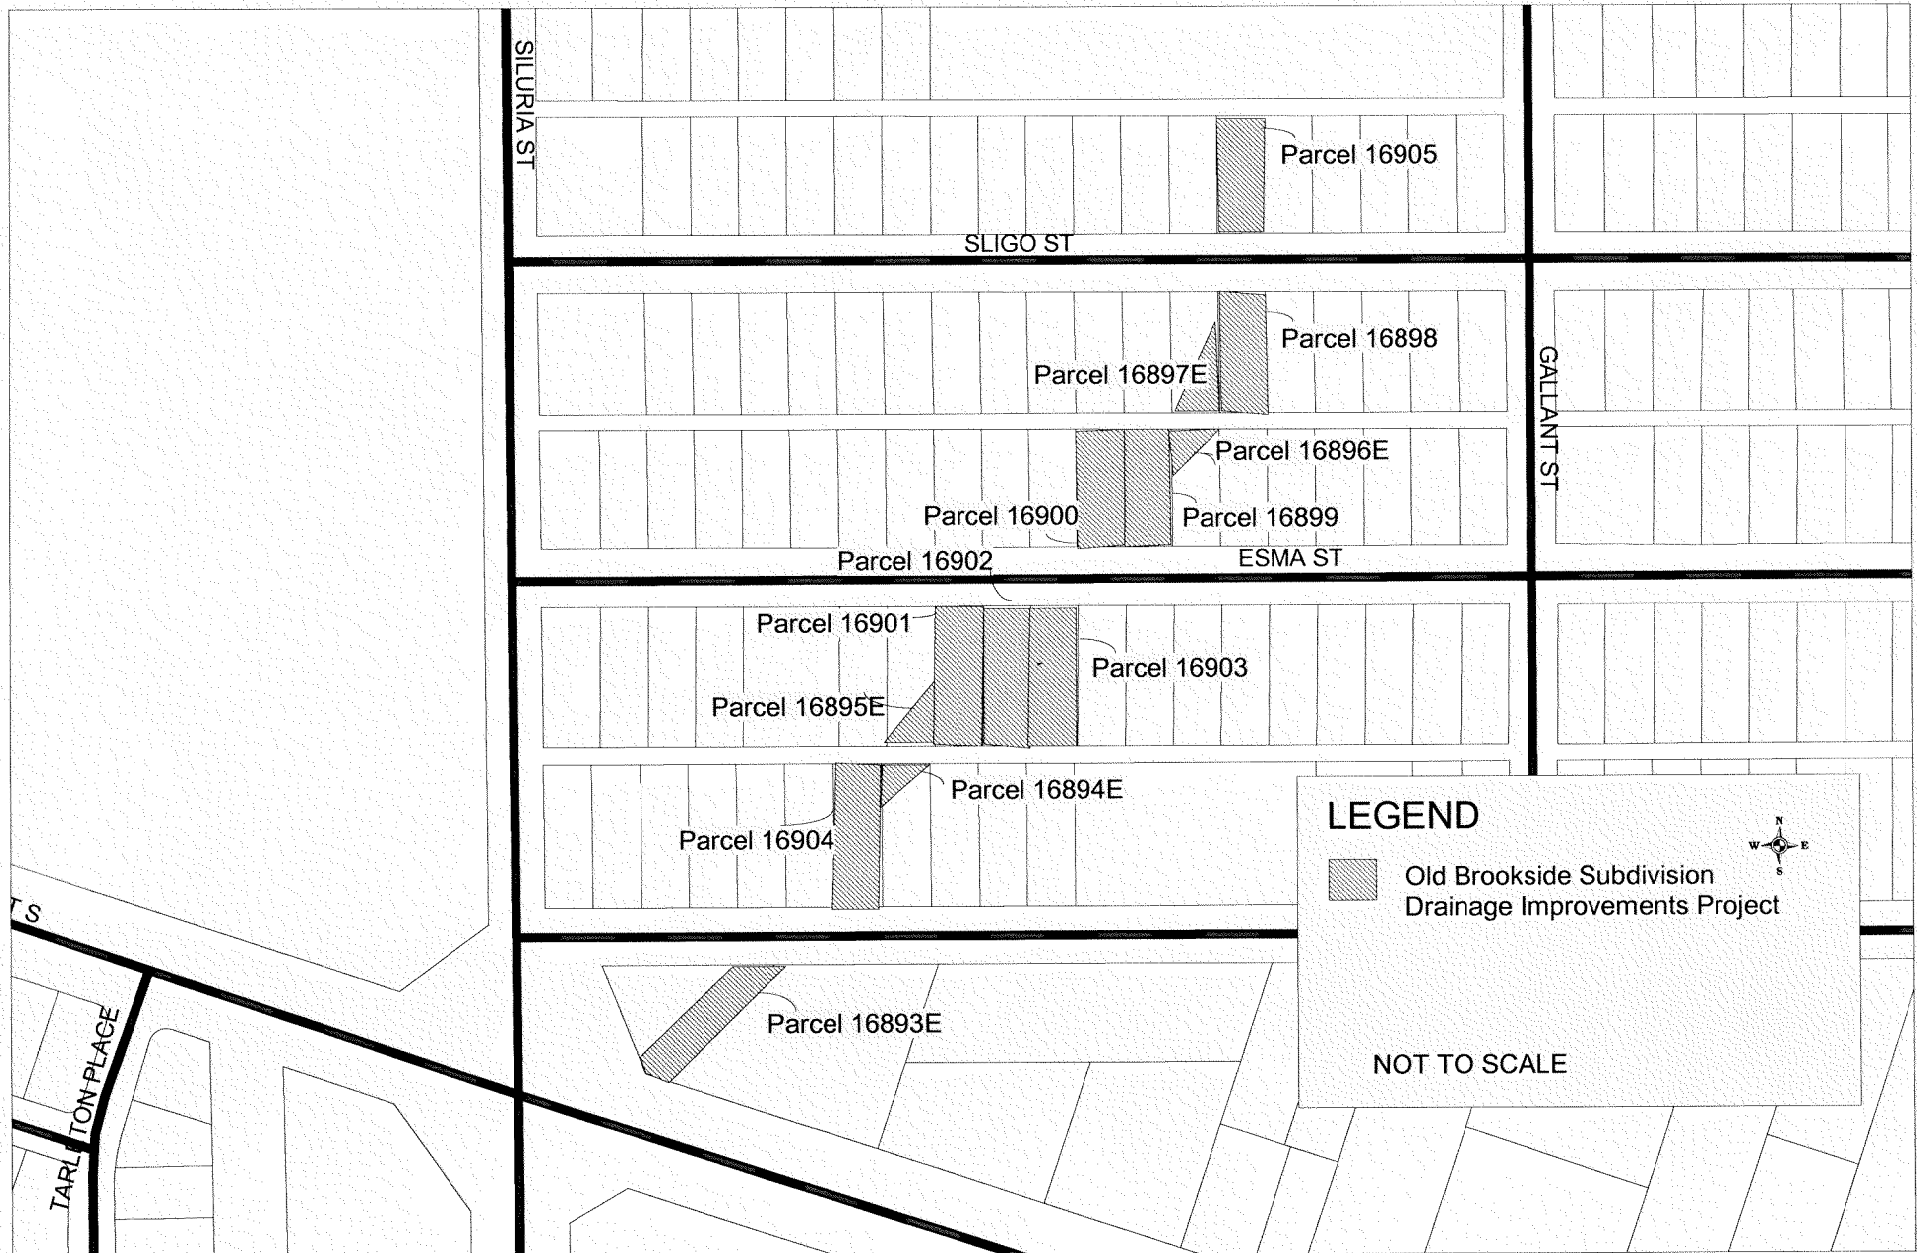 SILURIA ST
Parcel 16905
SLIGO ST
Parcel 16898
GALLANT ST
Parcel 16897E
Parcel 16896E
Parcel 16900
Parcel 16899
ESMA ST
Parcel 16902
Parcel 16901
Parcel 16903
Parcel 16895E
Parcel 16894E
Parcel 16904
LEGEND
N
W E
S
Old Brookside Subdivision
Drainage Improvements Project
T S
TARLETON PLACE
Parcel 16893E
NOT TO SCALE